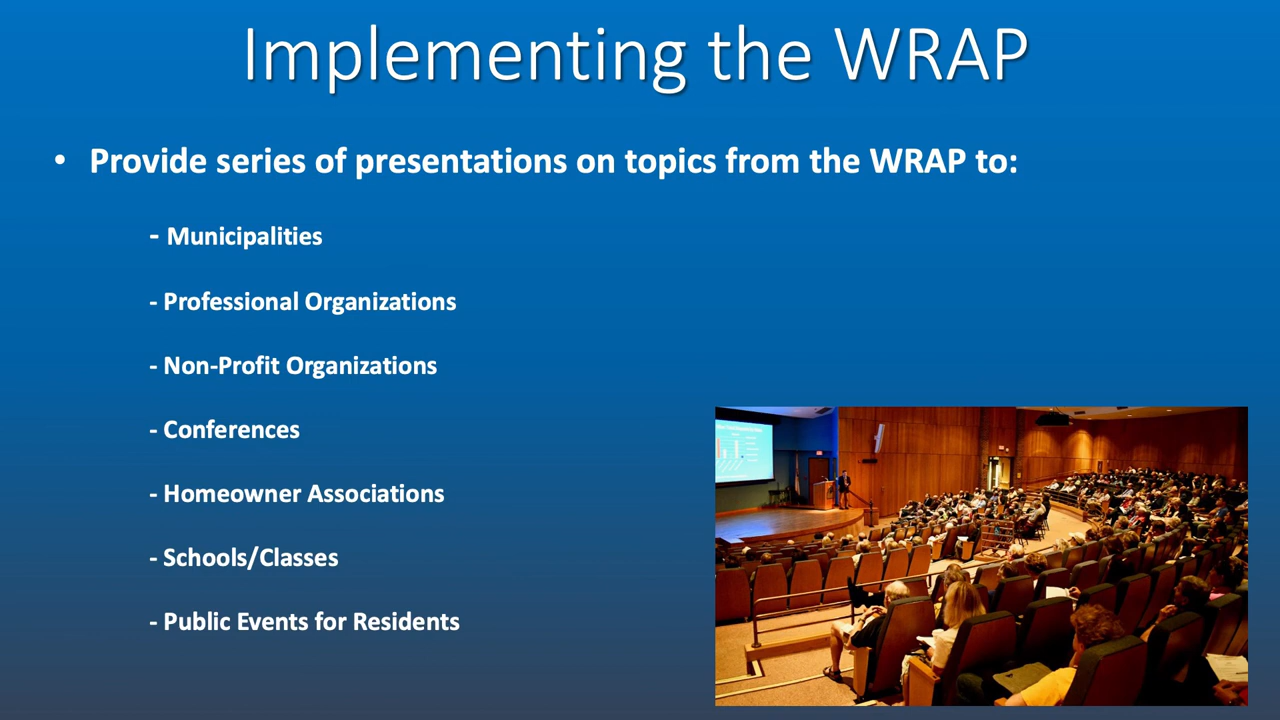 Implementing the WRAP
• Provide series of presentations on topics from the WRAP to:
- Municipalities
- Professional Organizations
- Non-Profit Organizations
- Conferences
- Homeowner Associations
- Schools/Classes
- Public Events for Residents